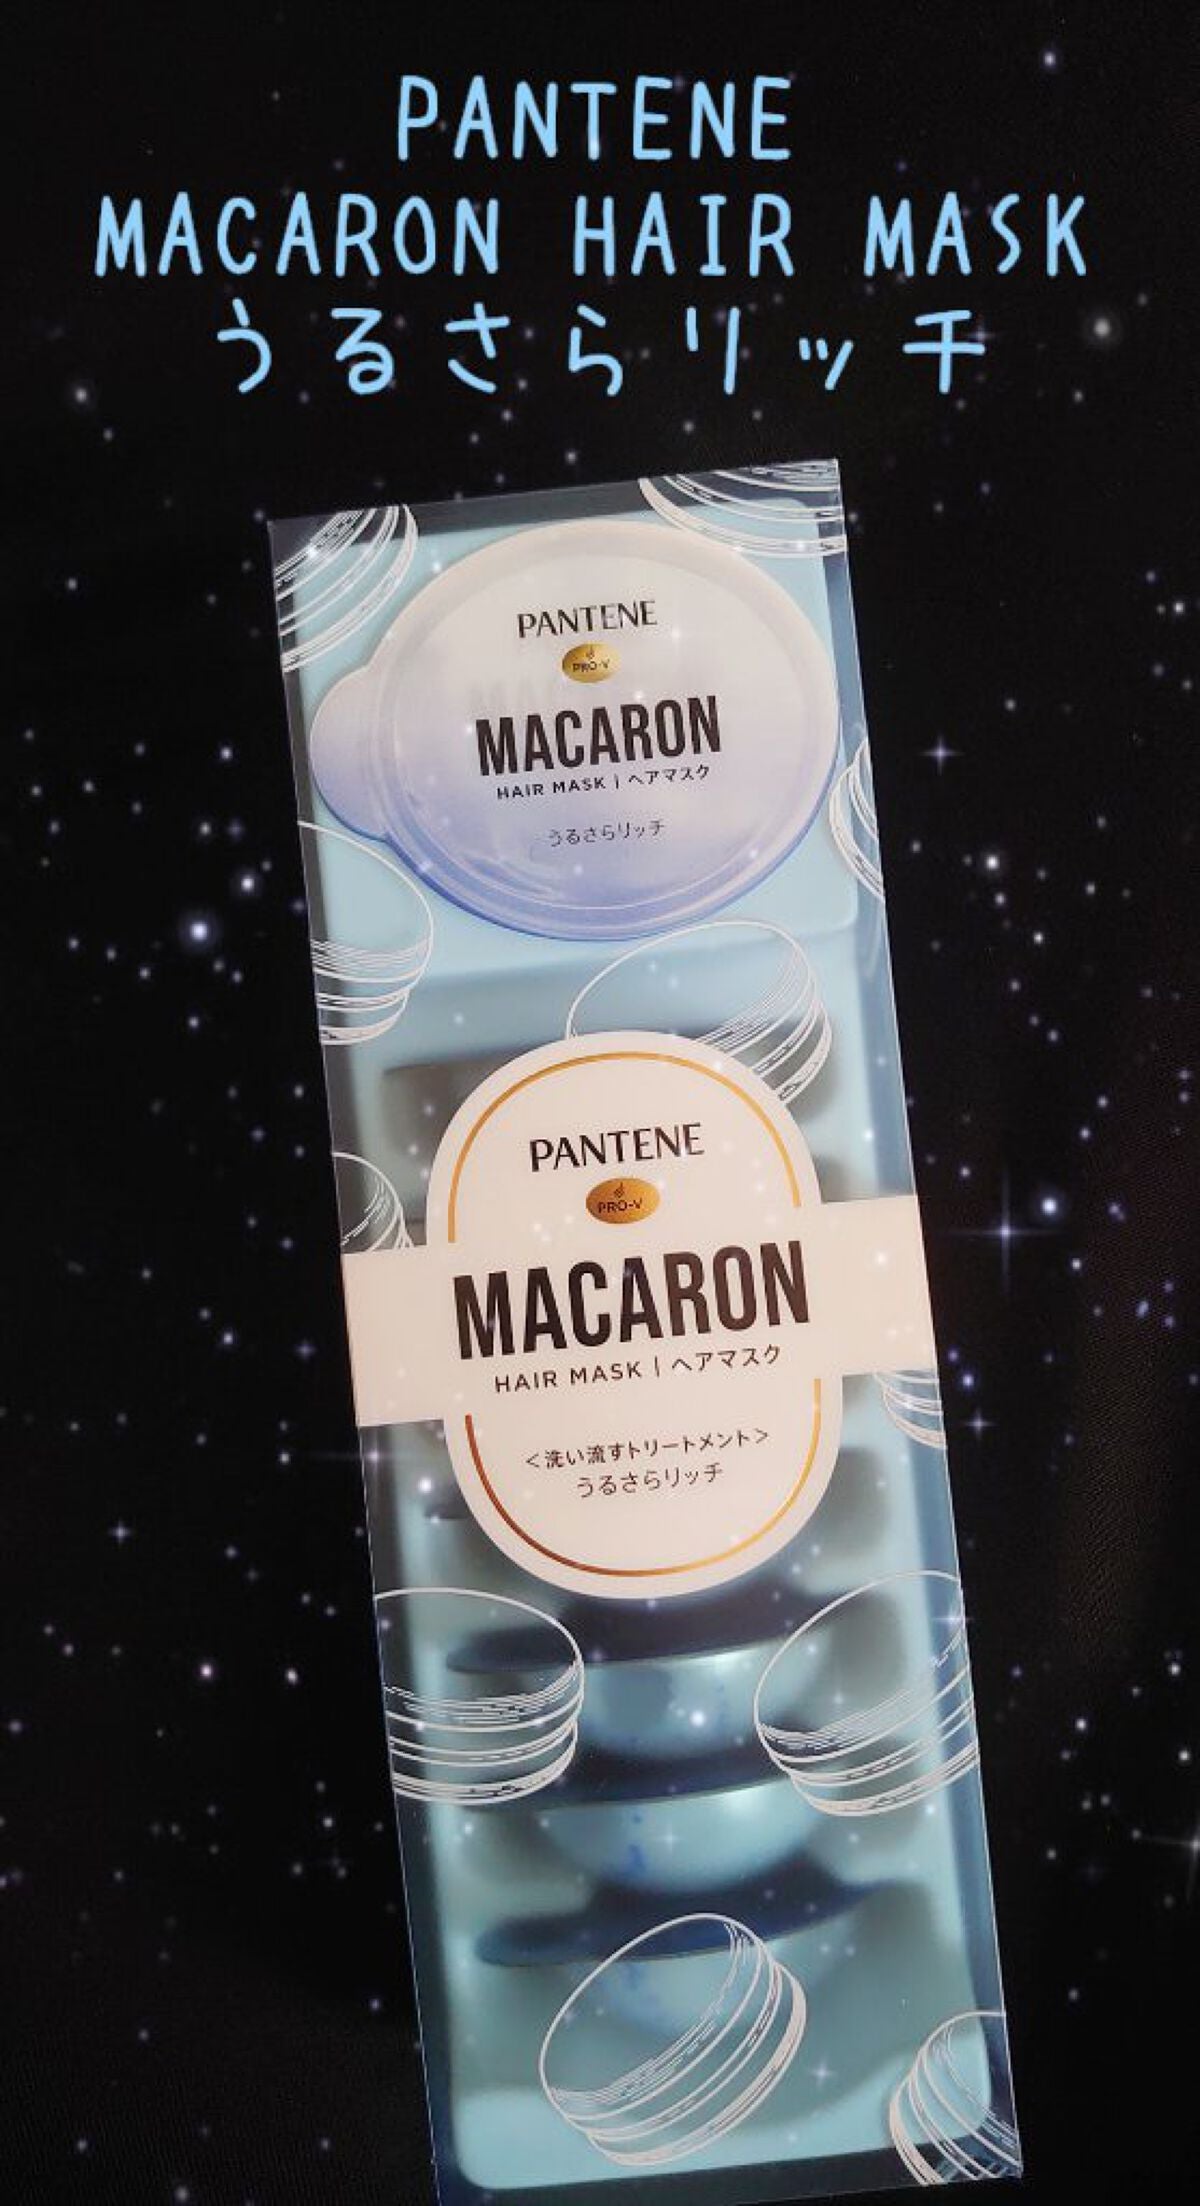 PANTENE
MACARON HAIR MASK
うるさらリッチ
PANTENE
PRO-V
MACARON
HAIR MASK | ヘアマスク
うるさらリッチ
PANTENE
PRO-V
MACARON
HAIR MASK | ヘアマスク
<洗い流すトリートメント>
うるさらリッチ